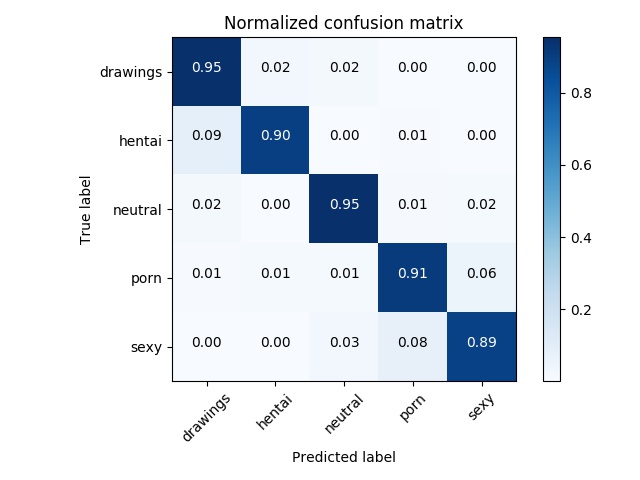 Normalized confusion matrix
drawings 0.95 0.02 0.02 0.00 0.00
0.8
hentai 0.09 0.90 0.00 0.01 0.00
0.6
neutral 0.02 0.00 0.95 0.01 0.02
0.4
porn 0.01 0.01 0.01 0.91 0.06
0.2
sexy 0.00 0.00 0.03 0.08 0.89
True label
drawings hentai neutral porn sexy
Predicted label